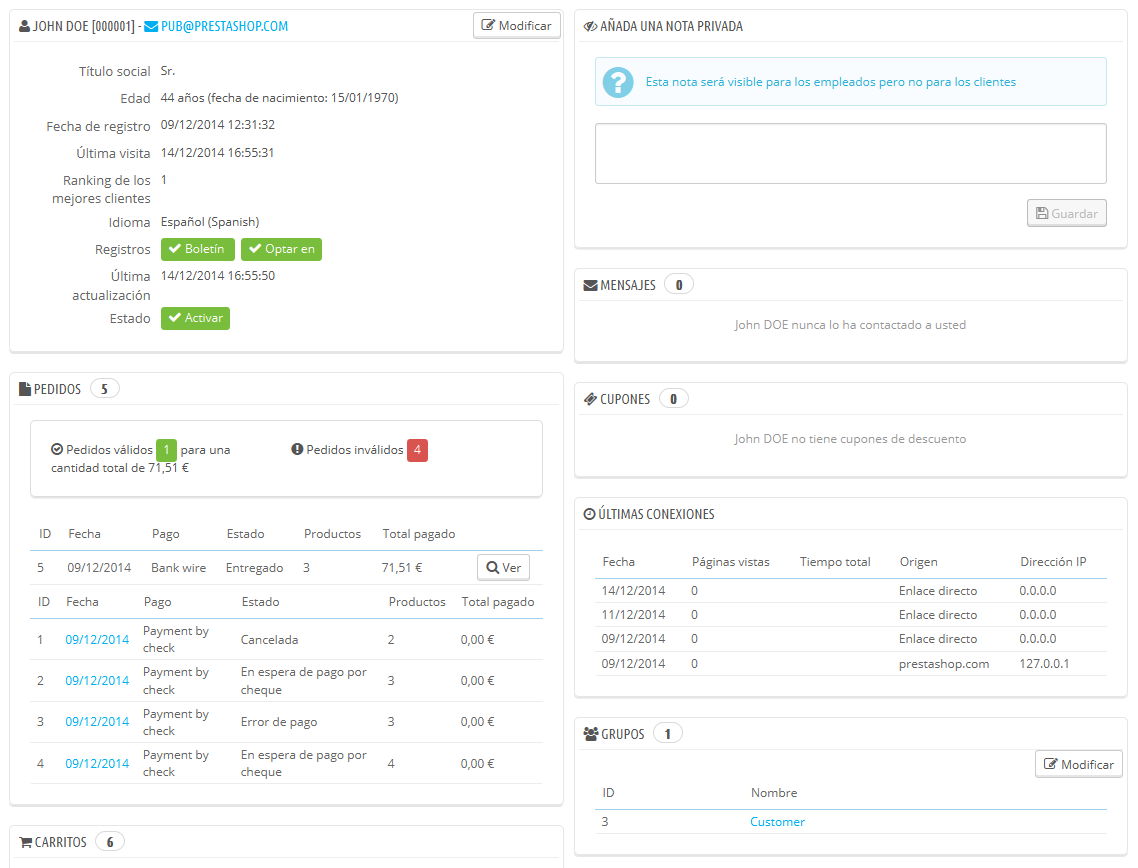 JOHN DOE [000001] - PUB@PRESTASHOP.COM
Modificar
Título social Sr.
Edad 44 años (fecha de nacimiento: 15/01/1970)
Fecha de registro 09/12/2014 12:31:32
Última visita 14/12/2014 16:55:31
Ranking de los 1
mejores clientes
Idioma Español (Spanish)
Registros Boletín Optar en
Última 14/12/2014 16:55:50
actualización
Estado Activar
PEDIDOS 5
Pedidos válidos 1 para una
cantidad total de 71,51 €
Pedidos inválidos 4
ID Fecha Pago Estado Productos Total pagado
5 09/12/2014 Bank wire Entregado 3 71,51 € Ver
ID Fecha Pago Estado Productos Total pagado
1 09/12/2014 Payment by check Cancelada 2 0,00 €
2 09/12/2014 Payment by check En espera de pago por cheque 3 0,00 €
3 09/12/2014 Payment by check Error de pago 3 0,00 €
4 09/12/2014 Payment by check En espera de pago por cheque 4 0,00 €
CARRITOS 6
AÑADA UNA NOTA PRIVADA
? Esta nota será visible para los empleados pero no para los clientes
Guardar
MENSAJES 0
John DOE nunca lo ha contactado a usted
CUPONES 0
John DOE no tiene cupones de descuento
ÚLTIMAS CONEXIONES
Fecha Páginas vistas Tiempo total Origen Dirección IP
14/12/2014 0 Enlace directo 0.0.0.0
11/12/2014 0 Enlace directo 0.0.0.0
09/12/2014 0 Enlace directo 0.0.0.0
09/12/2014 0 prestashop.com 127.0.0.1
GRUPOS 1
Modificar
ID Nombre
3 Customer